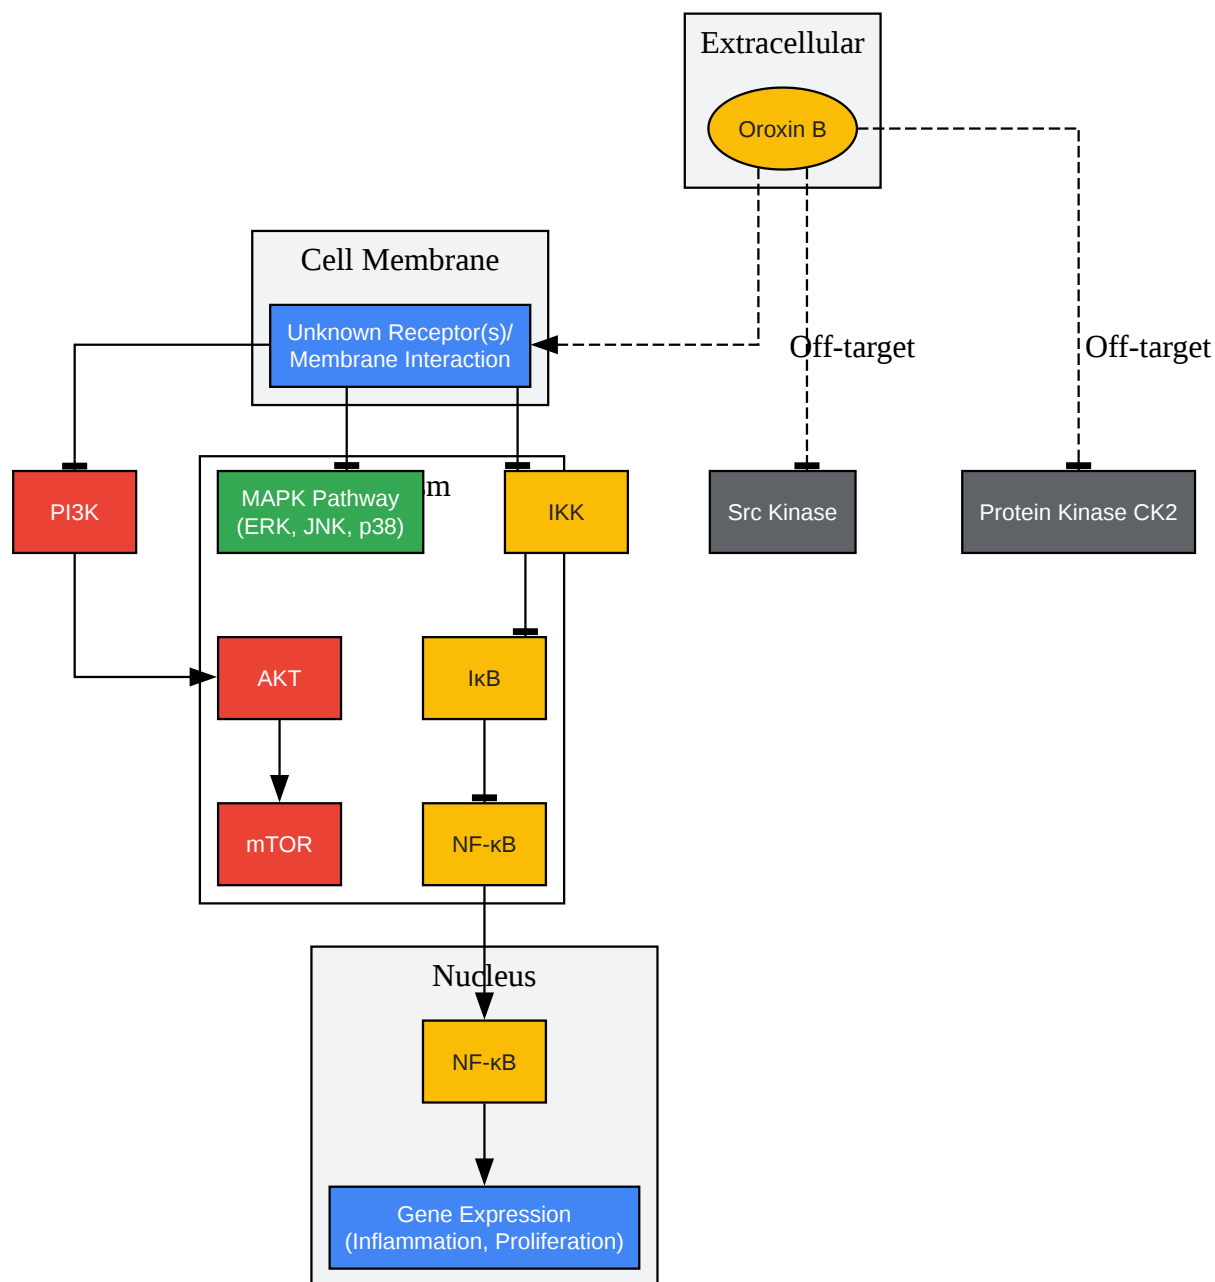 Extracellular
Oroxin B
Cell Membrane
Unknown Receptor(s)/
Membrane Interaction
Off-target
Off-target
PI3K
MAPK Pathway
(ERK, JNK, p38)
IKK
Src Kinase
Protein Kinase CK2
AKT
IκB
mTOR
NF-κB
Nucleus
NF-κB
Gene Expression
(Inflammation, Proliferation)